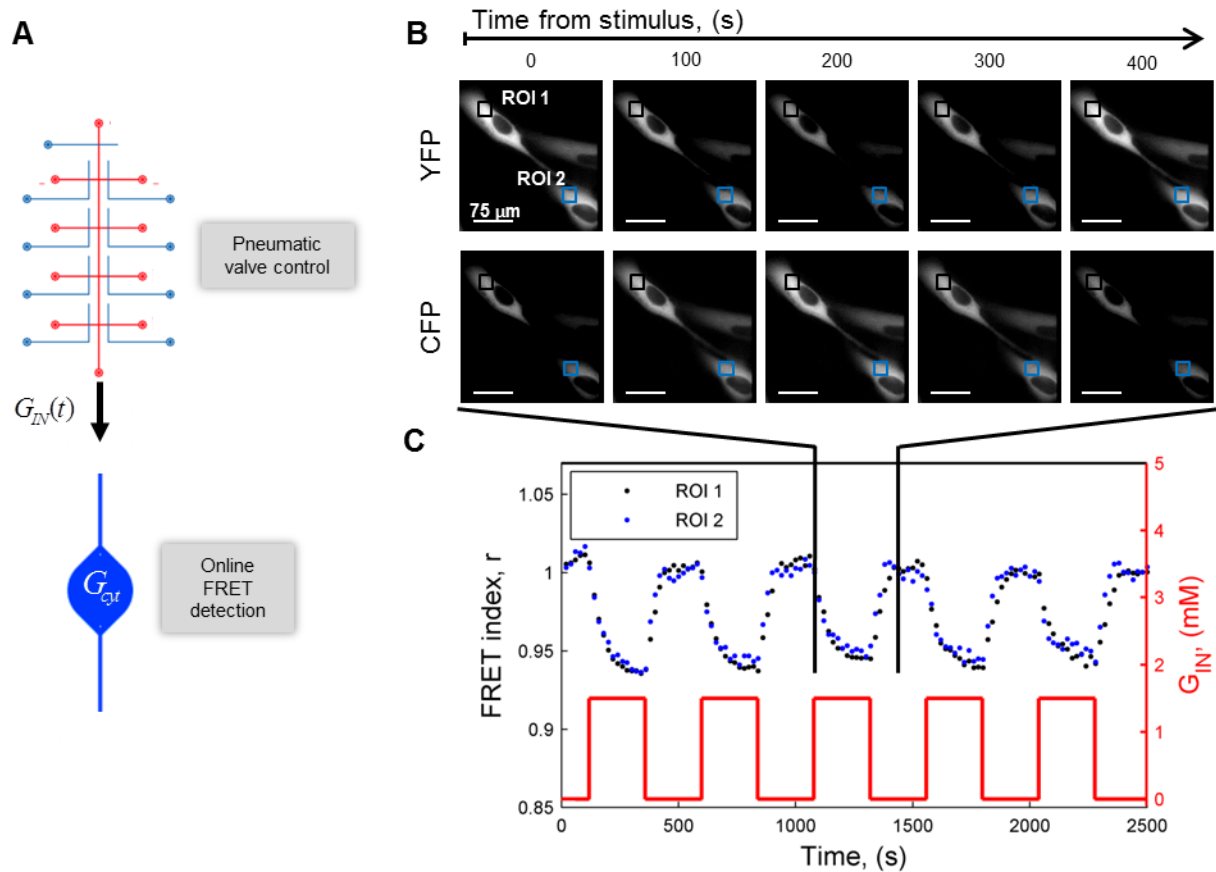 A
Pneumatic
valve control
G_IN(t)
G_cyt
Online
FRET
detection
B
Time from stimulus, (s)
0 100 200 300 400
YFP
ROI 1
ROI 2
75 μm
CFP
C
ROI 1
ROI 2
FRET index, r
1.05
1
0.95
0.9
0.85
G_IN, (mM)
5
4
3
2
1
0
0 500 1000 1500 2000 2500
Time, (s)